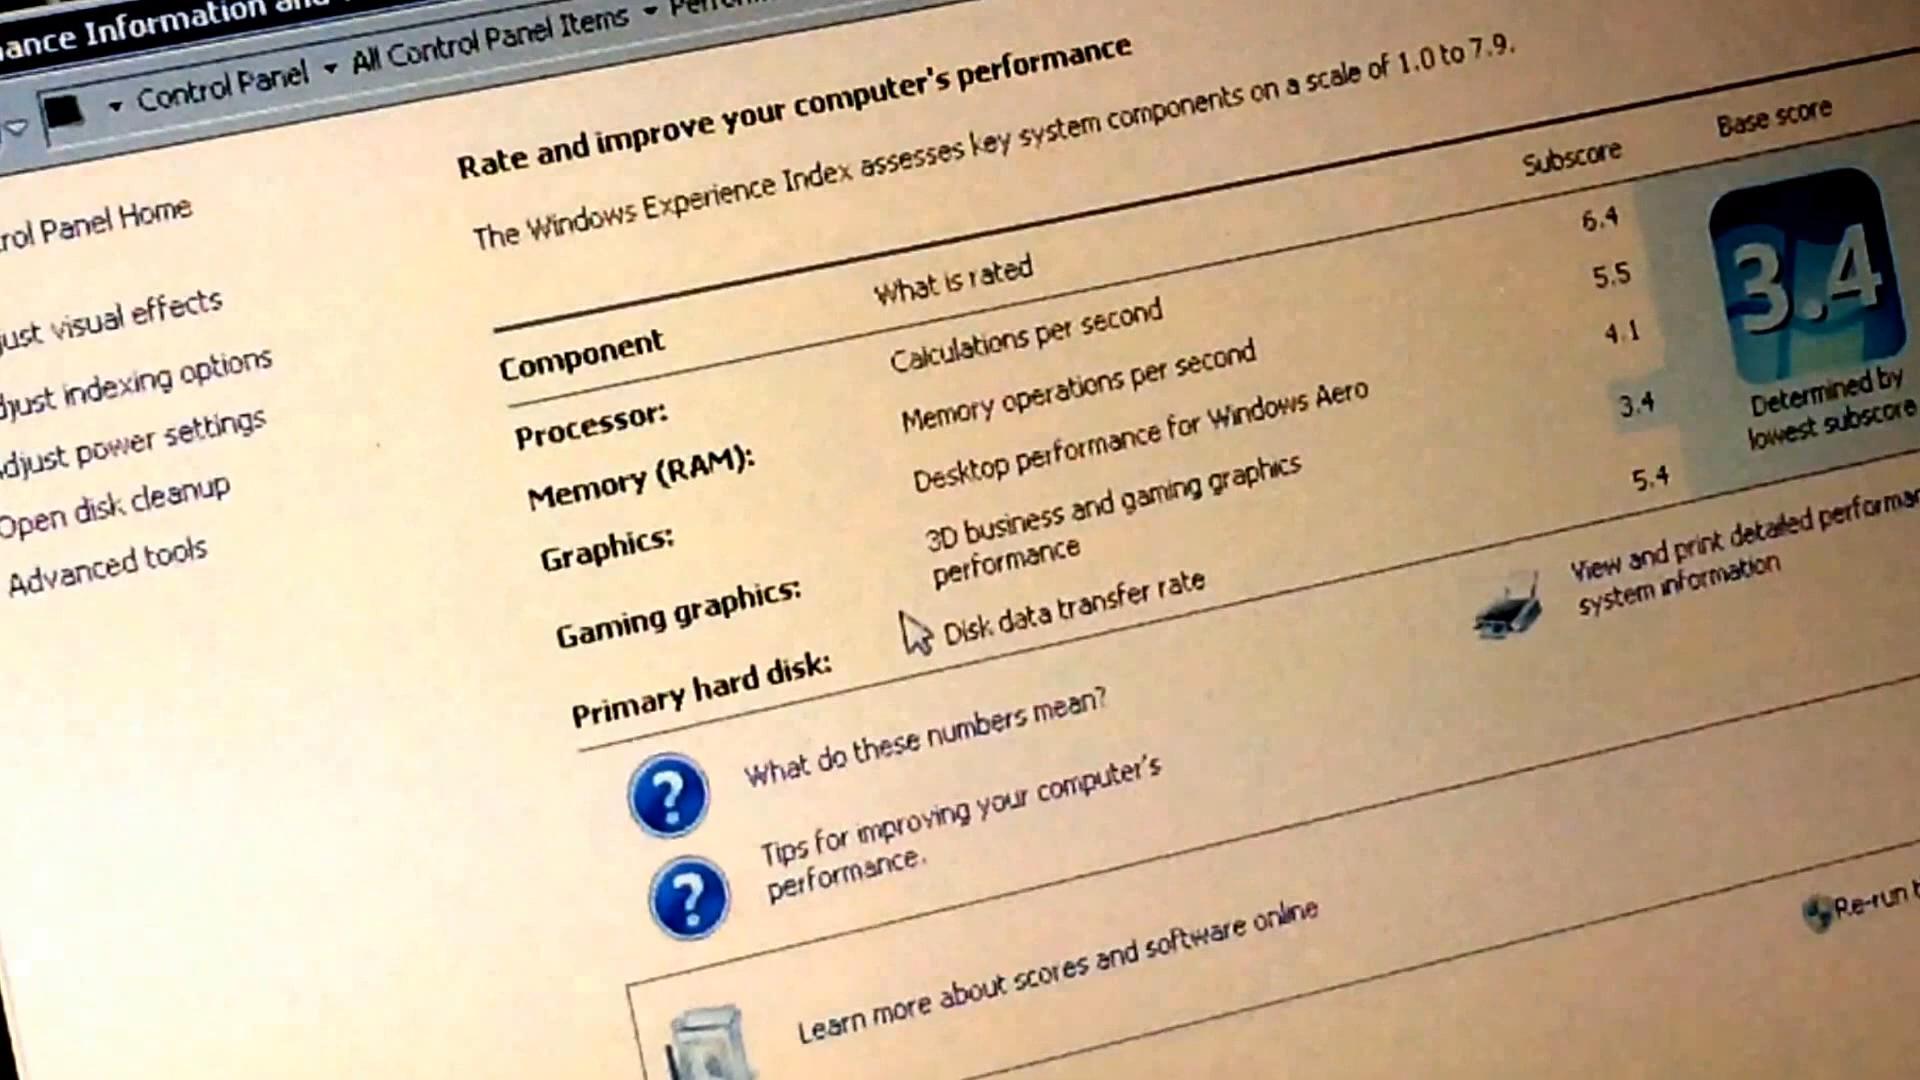 ance Information and
Control Panel All Control Panel Items
rol Panel Home
just visual effects
djust indexing options
djust power settings
Open disk cleanup
Advanced tools
Rate and improve your computer's performance
The Windows Experience Index assesses key system components on a scale of 1.0 to 7.9.
Component What is rated Subscore Base score
Processor: Calculations per second 6.4
Memory (RAM): Memory operations per second 5.5
Graphics: Desktop performance for Windows Aero 4.1
Gaming graphics: 3D business and gaming graphics
performance 3.4
Primary hard disk: Disk data transfer rate 5.4
3.4
Determined by
lowest subscore
What do these numbers mean?
View and print detailed performan
system information
Tips for improving your computer's
performance.
Learn more about scores and software online
Re-run